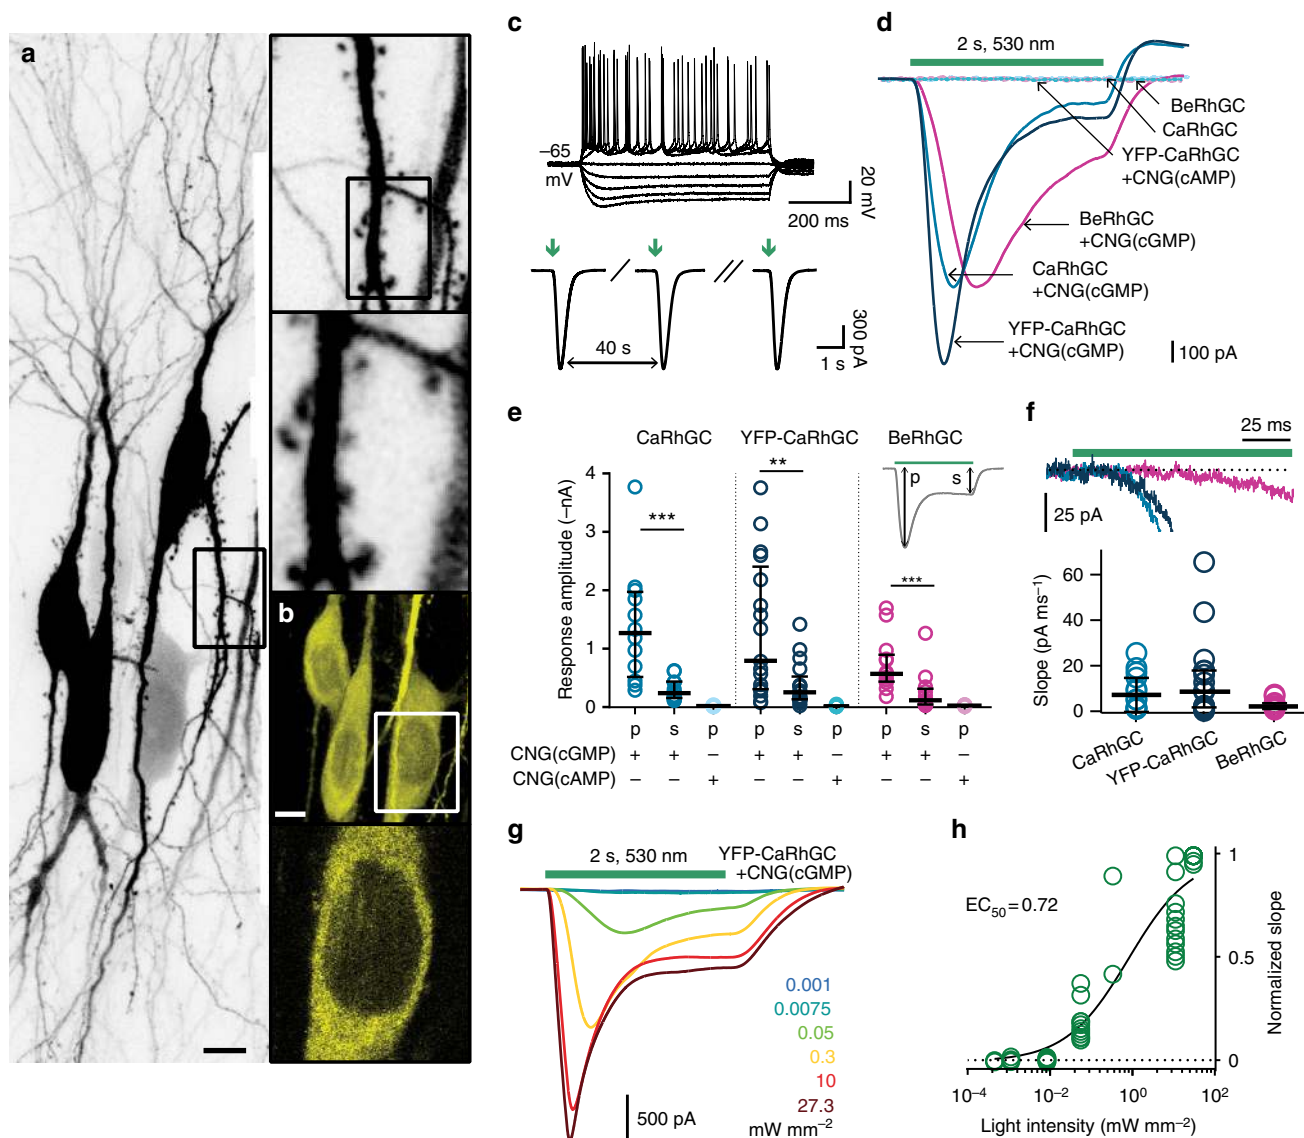 a
b
c
−65
mV
20 mV
200 ms
40 s
300 pA
1 s
d
2 s, 530 nm
BeRhGC
CaRhGC
YFP-CaRhGC
+CNG(cAMP)
BeRhGC
+CNG(cGMP)
CaRhGC
+CNG(cGMP)
YFP-CaRhGC
+CNG(cGMP)
100 pA
e
CaRhGC YFP-CaRhGC BeRhGC
Response amplitude (−nA)
4
3
2
1
0
*** ** ***
p s
p s p p s p p s p
CNG(cGMP) + + − + + − + + −
CNG(cAMP) − − + − − + − − +
f
25 ms
25 pA
Slope (pA ms−1)
60
40
20
0
CaRhGC
YFP-CaRhGC
BeRhGC
g
2 s, 530 nm
YFP-CaRhGC
+CNG(cGMP)
0.001
0.0075
0.05
0.3
10
27.3
mW mm−2
500 pA
h
EC50 = 0.72
1
0.5
0
Normalized slope
10−4 10−2 100 102
Light intensity (mW mm−2)